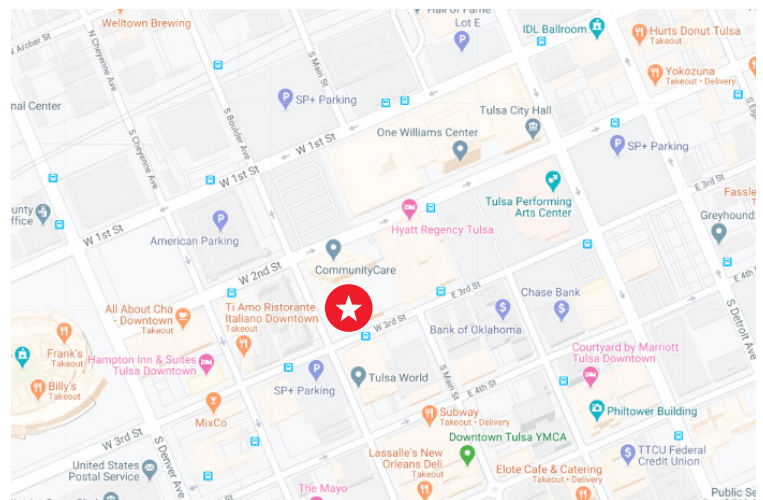 Welltown Brewing
Hall of Fame
Lot E
IDL Ballroom
Hurts Donut Tulsa
Takeout
N Archer St
N Cheyenne Ave
S Main St
Yokozuna
Takeout • Delivery
SP+ Parking
nal Center
S Boulder Ave
Tulsa City Hall
One Williams Center
S Cheyenne Ave
W 1st St
SP+ Parking
W 1st St
E 3rd St
Tulsa Performing
Arts Center
Fassle
Takeou
unty
ffice
Greyhound
American Parking
Hyatt Regency Tulsa
W 1st St
CommunityCare
W 2nd St
E 4th St
E 3rd St
Chase Bank
All About Cha
- Downtown
Takeout
Ti Amo Ristorante
Italiano Downtown
Takeout
W 3rd St
Bank of Oklahoma
S Detroit Ave
Frank's
Takeout
Hampton Inn & Suites
Tulsa Downtown
Courtyard by Marriott
Tulsa Downtown
Billy's
Takeout
SP+ Parking
Tulsa World
S Main St
E 4th St
MixCo
Subway
Takeout • Delivery
Philtower Building
W 3rd St
S Denver Ave
Downtown Tulsa YMCA
Lassalle's New
Orleans Deli
Takeout
TTCU Federal
Credit Union
United States
Postal Service
Elote Cafe & Catering
Takeout • Delivery
The Mayo
Public Se